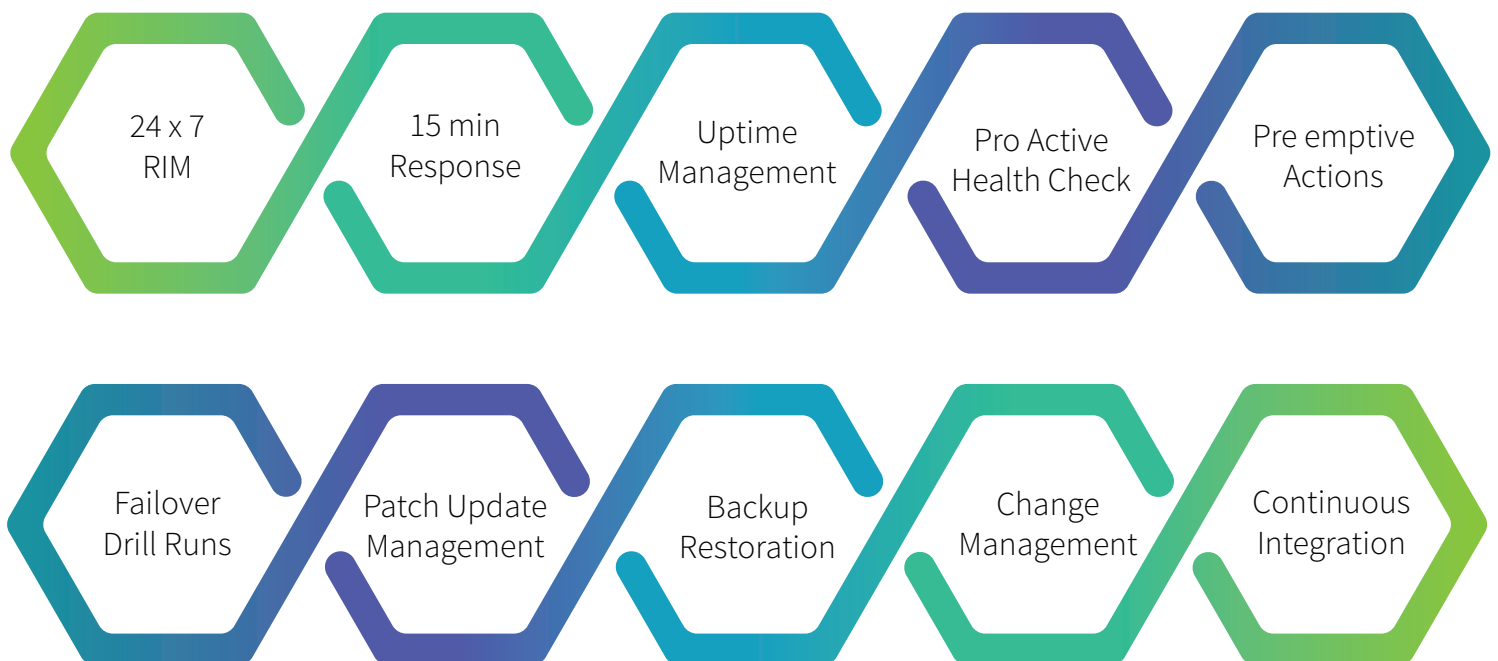 24 x 7
RIM
15 min
Response
Uptime
Management
Pro Active
Health Check
Pre emptive
Actions
Failover
Drill Runs
Patch Update
Management
Backup
Restoration
Change
Management
Continuous
Integration